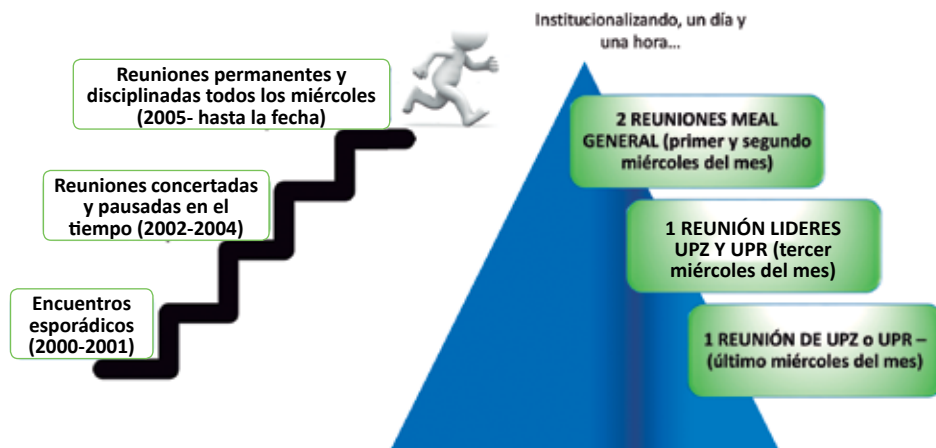 Reuniones permanentes y
disciplinadas todos los miércoles
(2005- hasta la fecha)
Reuniones concertadas
y pausadas en el
tiempo (2002-2004)
Encuentros
esporádicos
(2000-2001)
Institucionalizando, un día y
una hora...
2 REUNIONES MEAL
GENERAL (primer y segundo
miércoles del mes)
1 REUNIÓN LIDERES
UPZ Y UPR (tercer
miércoles del mes)
1 REUNIÓN DE UPZ o UPR –
(último miércoles del mes)